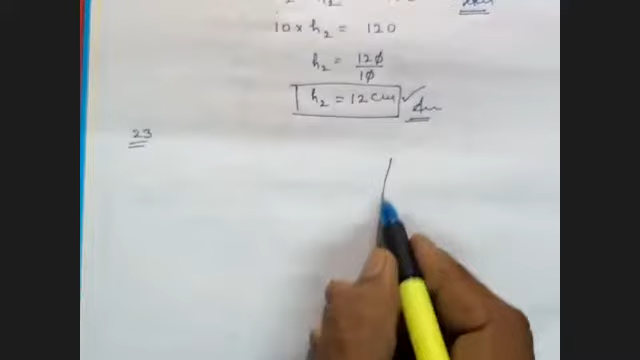 10 × h₂ = 120
h₂ = 120/10
h₂ = 12 cm ✓ Ans
23